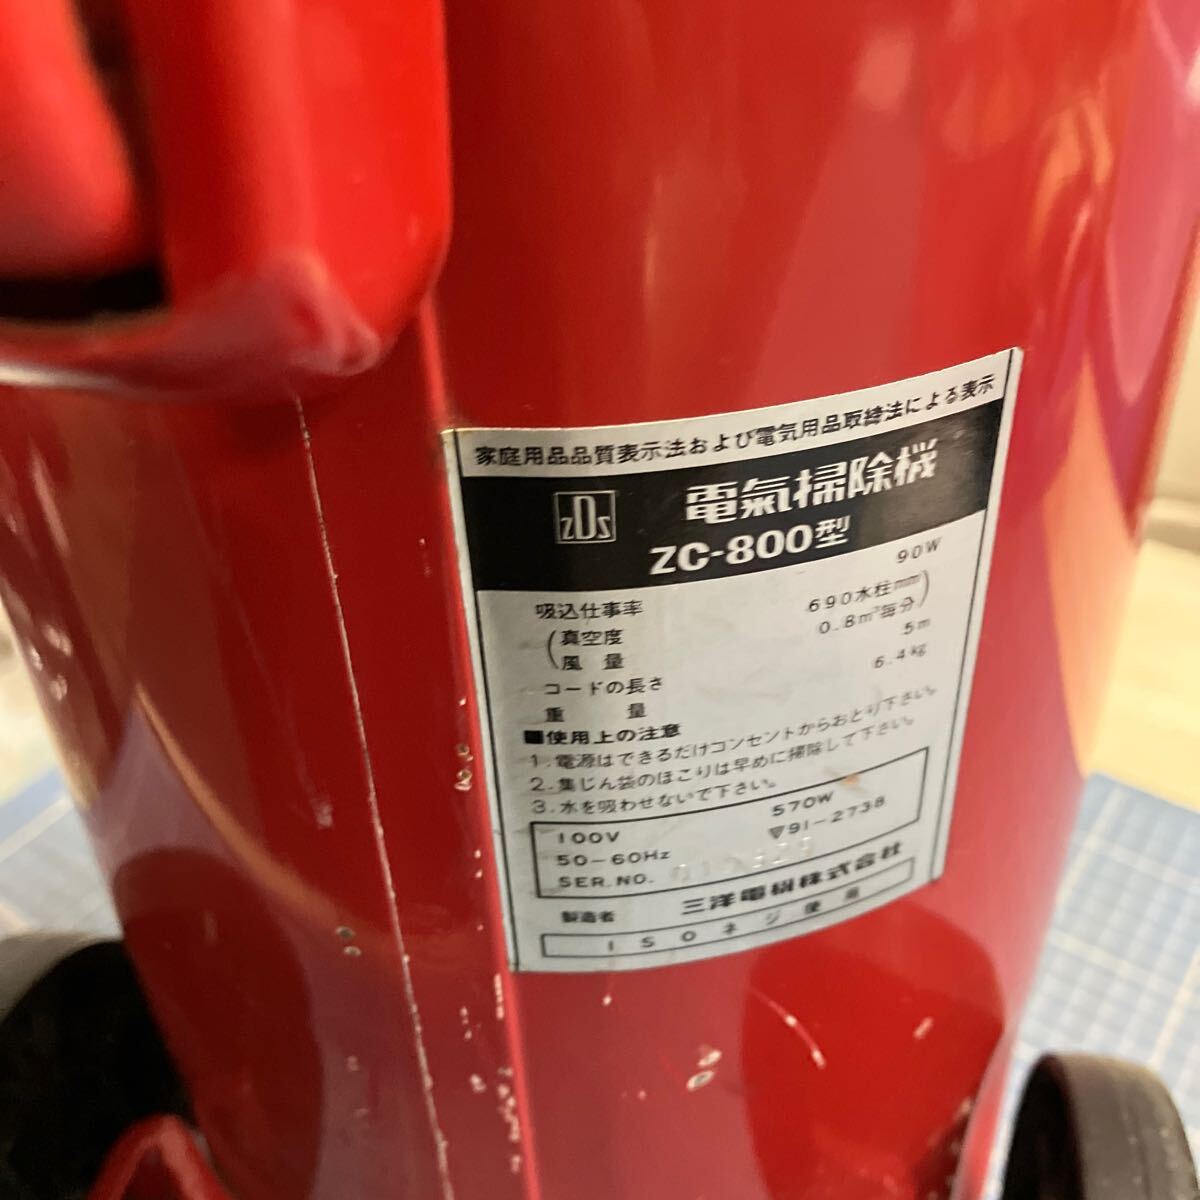 家庭用品品質表示法および電気用品取締法による表示
ZDS
電氣掃除機
ZC-800型
吸込仕事率 90W
(真空度 690水柱mm)
(風量 0.8m³毎分)
コードの長さ 5m
重量 6.4kg
■使用上の注意
1.電源はできるだけコンセントからおとり下さい。
2.集じん袋のほこりは早めに掃除して下さい。
3.水を吸わせないで下さい。
100V 570W
50-60Hz ▽91-2738
SER.NO.
製造者 三洋電機株式会社
ISOネジ使用